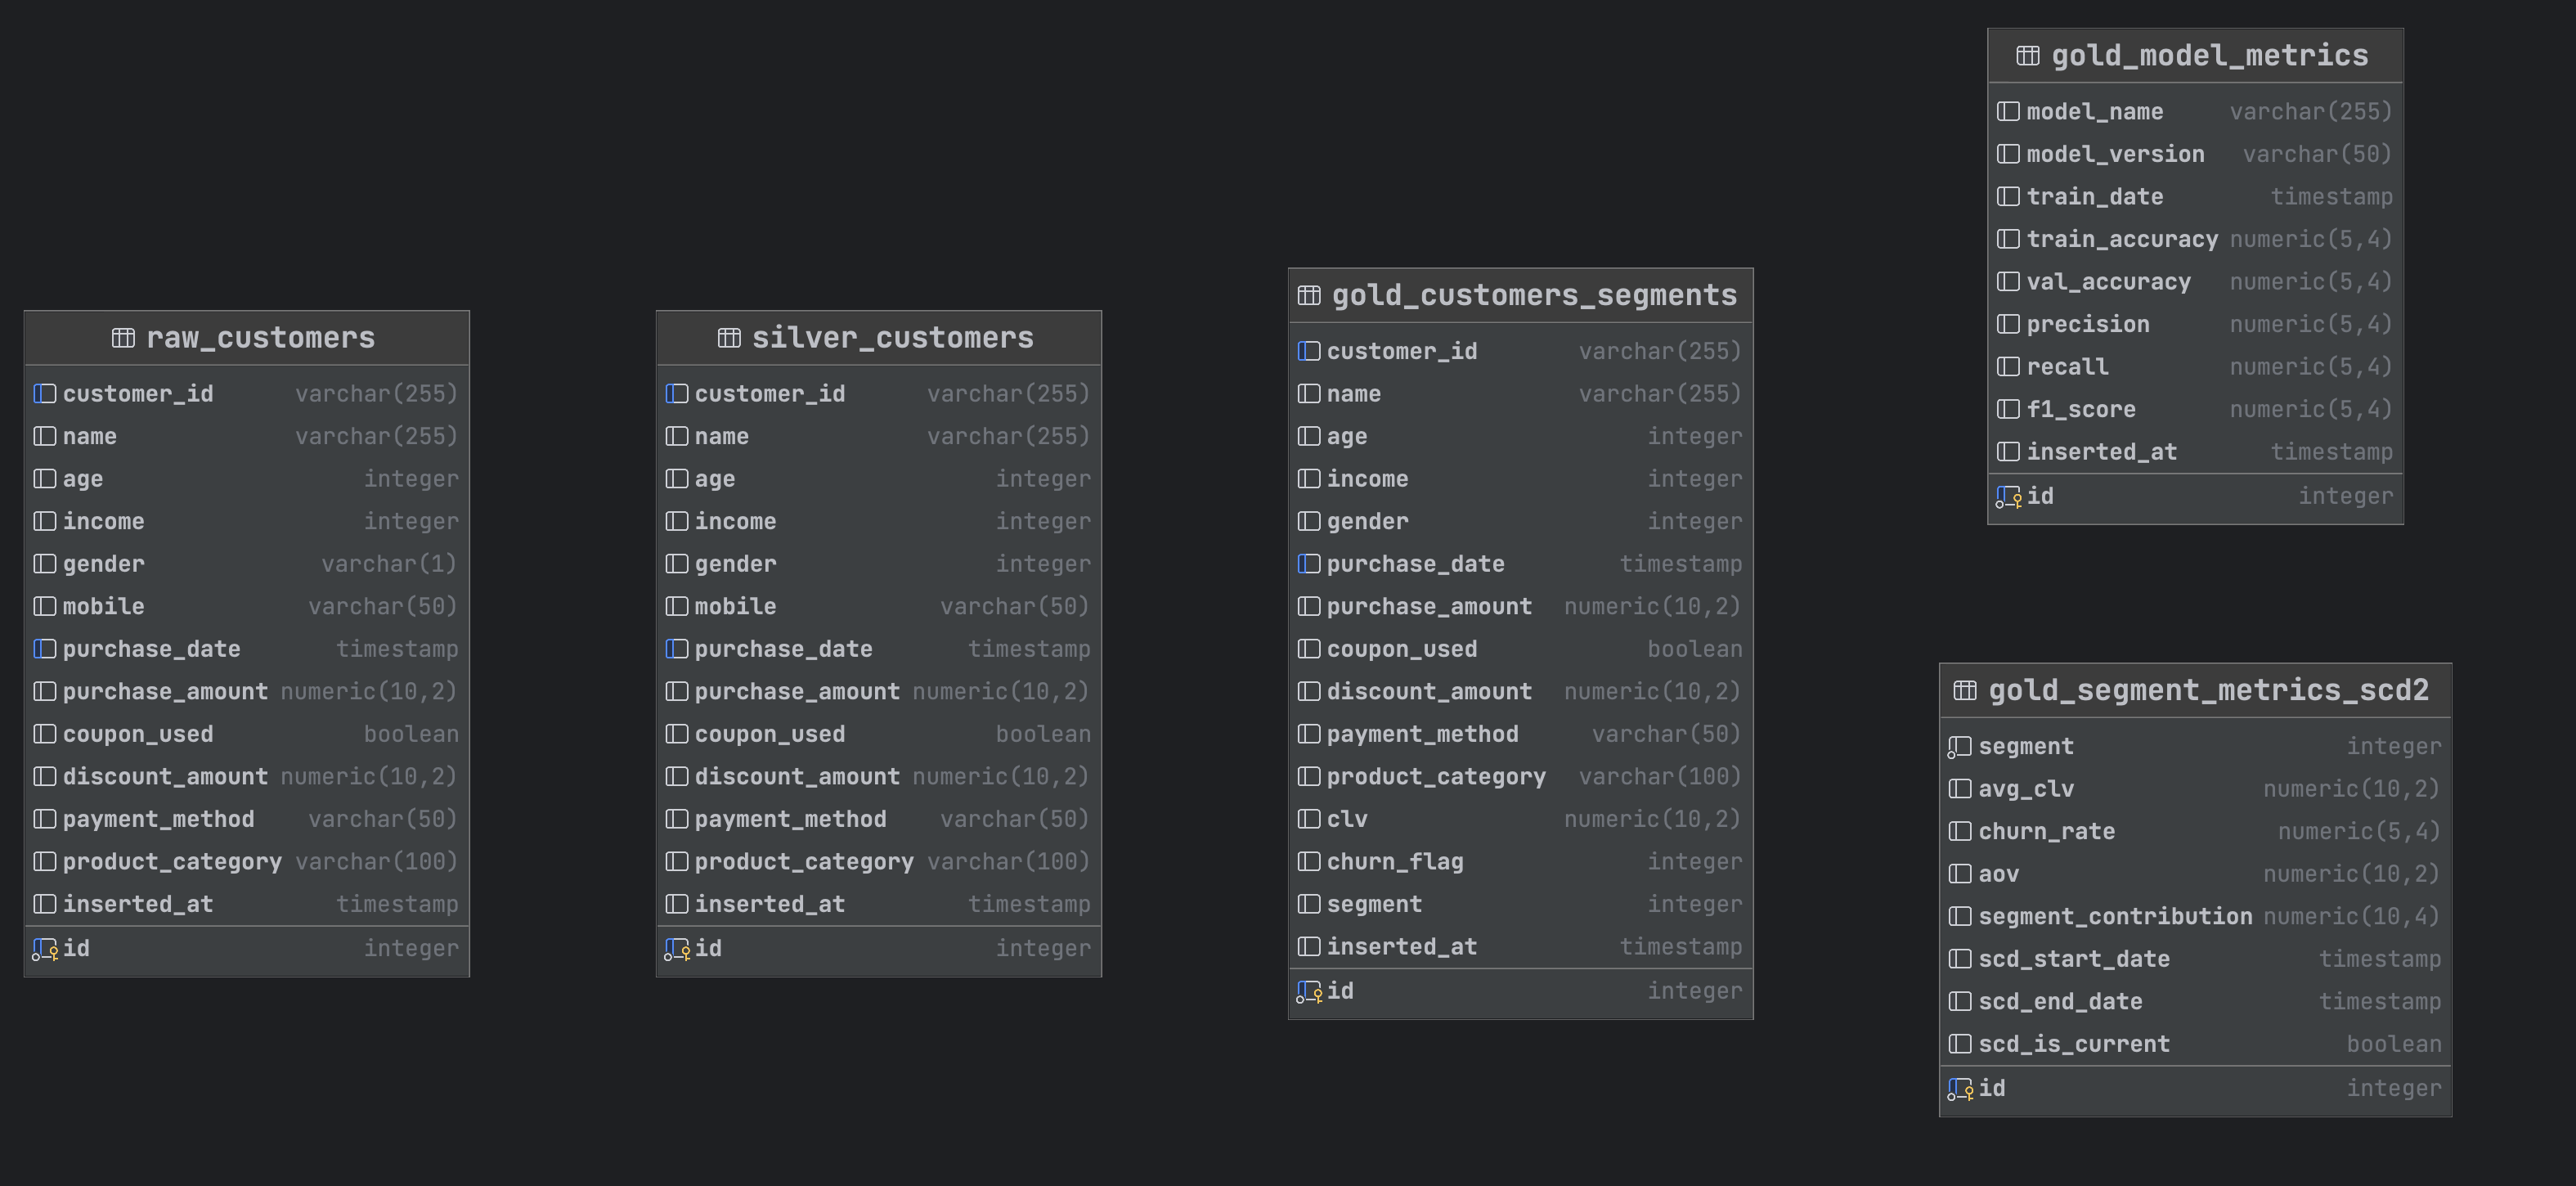 raw_customers
customer_id varchar(255)
name varchar(255)
age integer
income integer
gender varchar(1)
mobile varchar(50)
purchase_date timestamp
purchase_amount numeric(10,2)
coupon_used boolean
discount_amount numeric(10,2)
payment_method varchar(50)
product_category varchar(100)
inserted_at timestamp
id integer
silver_customers
customer_id varchar(255)
name varchar(255)
age integer
income integer
gender integer
mobile varchar(50)
purchase_date timestamp
purchase_amount numeric(10,2)
coupon_used boolean
discount_amount numeric(10,2)
payment_method varchar(50)
product_category varchar(100)
inserted_at timestamp
id integer
gold_customers_segments
customer_id varchar(255)
name varchar(255)
age integer
income integer
gender integer
purchase_date timestamp
purchase_amount numeric(10,2)
coupon_used boolean
discount_amount numeric(10,2)
payment_method varchar(50)
product_category varchar(100)
clv numeric(10,2)
churn_flag integer
segment integer
inserted_at timestamp
id integer
gold_model_metrics
model_name varchar(255)
model_version varchar(50)
train_date timestamp
train_accuracy numeric(5,4)
val_accuracy numeric(5,4)
precision numeric(5,4)
recall numeric(5,4)
f1_score numeric(5,4)
inserted_at timestamp
id integer
gold_segment_metrics_scd2
segment integer
avg_clv numeric(10,2)
churn_rate numeric(5,4)
aov numeric(10,2)
segment_contribution numeric(10,4)
scd_start_date timestamp
scd_end_date timestamp
scd_is_current boolean
id integer